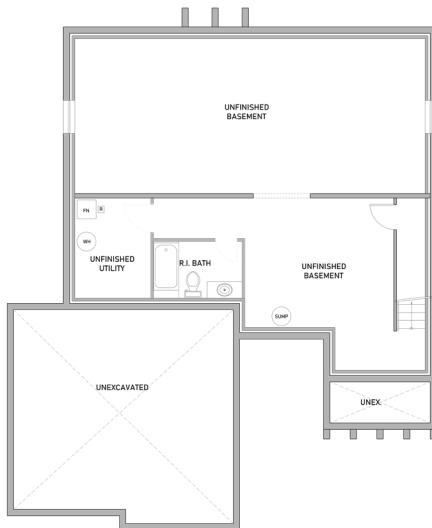 UNFINISHED
BASEMENT
FN
B
WH
UNFINISHED
UTILITY
R.I. BATH
UNFINISHED
BASEMENT
SUMP
UNEXCAVATED
UNEX.